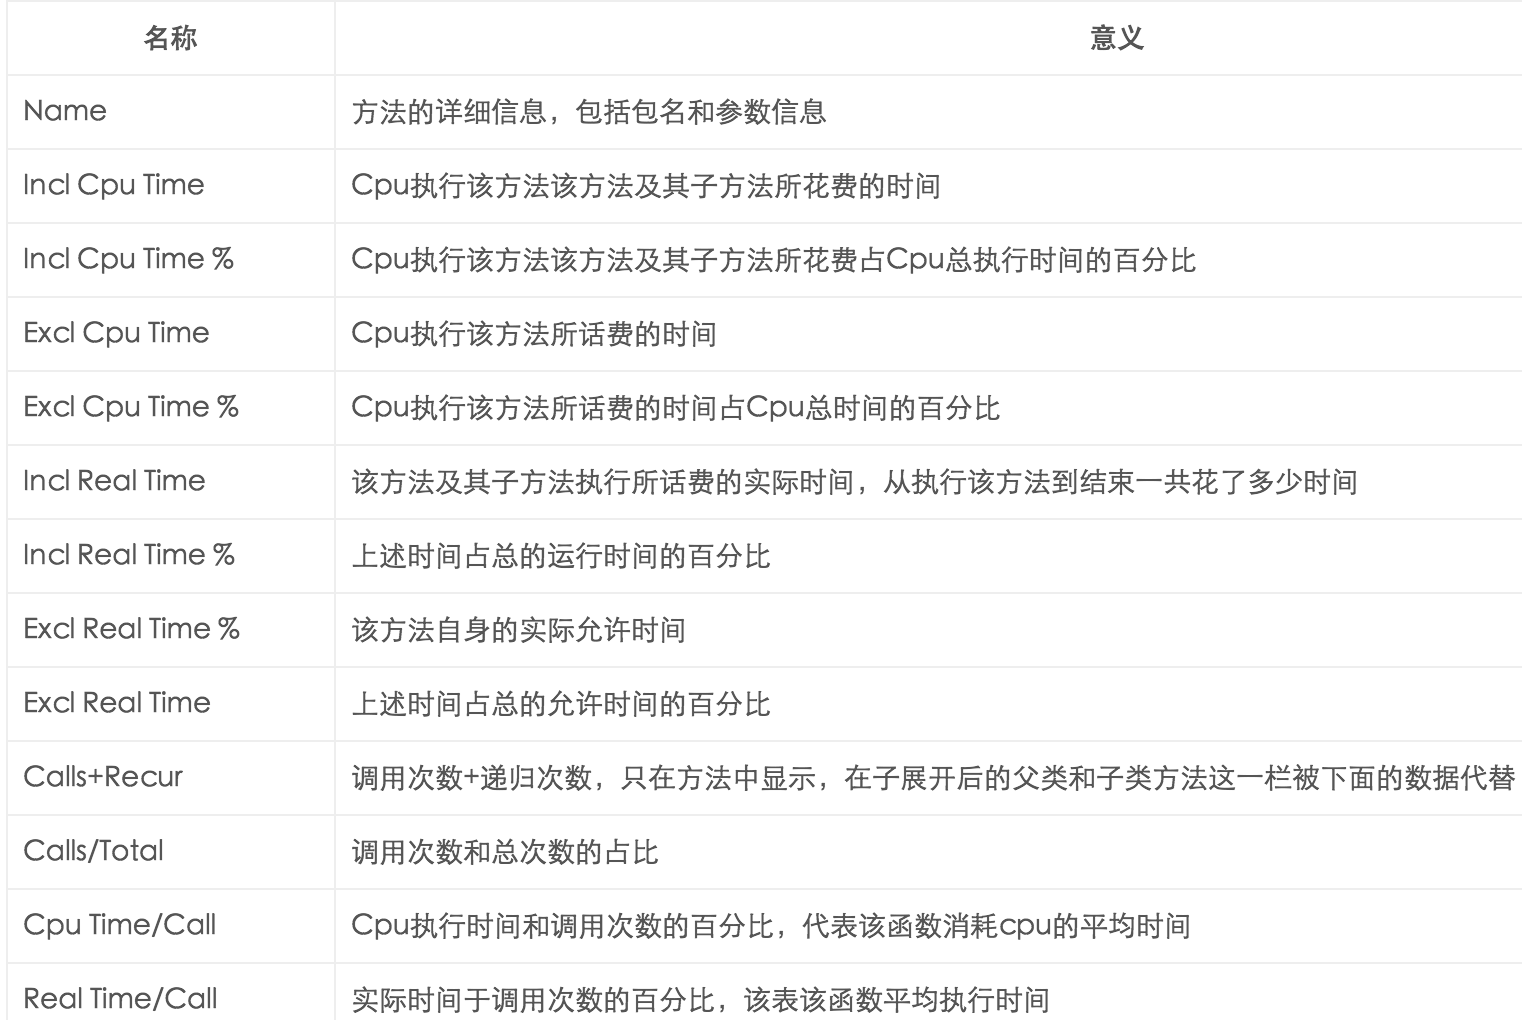 名称 意义
Name 方法的详细信息，包括包名和参数信息
Incl Cpu Time Cpu执行该方法该方法及其子方法所花费的时间
Incl Cpu Time % Cpu执行该方法该方法及其子方法所花费占Cpu总执行时间的百分比
Excl Cpu Time Cpu执行该方法所话费的时间
Excl Cpu Time % Cpu执行该方法所话费的时间占Cpu总时间的百分比
Incl Real Time 该方法及其子方法执行所话费的实际时间，从执行该方法到结束一共花了多少时间
Incl Real Time % 上述时间占总的运行时间的百分比
Excl Real Time % 该方法自身的实际允许时间
Excl Real Time 上述时间占总的允许时间的百分比
Calls+Recur 调用次数+递归次数，只在方法中显示，在子展开后的父类和子类方法这一栏被下面的数据代替
Calls/Total 调用次数和总次数的占比
Cpu Time/Call Cpu执行时间和调用次数的百分比，代表该函数消耗cpu的平均时间
Real Time/Call 实际时间于调用次数的百分比，该表该函数平均执行时间